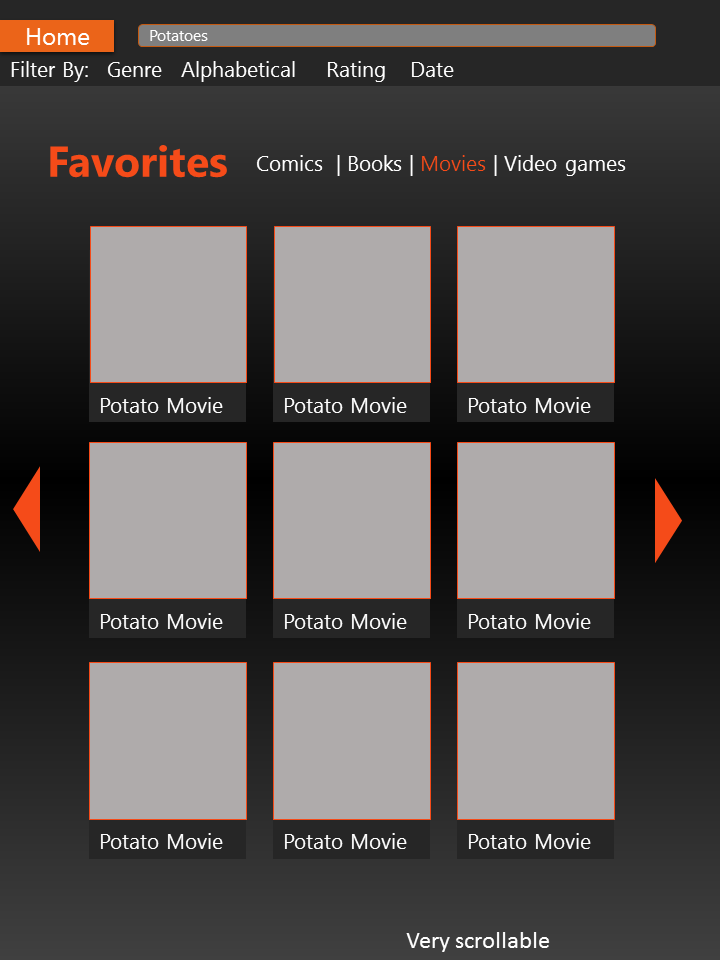 Home
Potatoes
Filter By: Genre Alphabetical Rating Date
Favorites Comics | Books | Movies | Video games
Potato Movie Potato Movie Potato Movie
Potato Movie Potato Movie Potato Movie
Potato Movie Potato Movie Potato Movie
Very scrollable